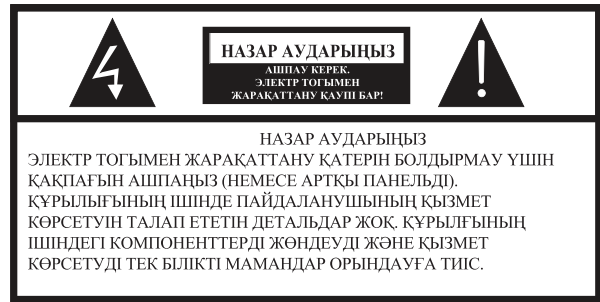 НАЗАР АУДАРЫҢЫЗ
АШПАУ КЕРЕК.
ЭЛЕКТР ТОГЫМЕН
ЖАРАҚАТТАНУ ҚАУПІ БАР!
НАЗАР АУДАРЫҢЫЗ
ЭЛЕКТР ТОГЫМЕН ЖАРАҚАТТАНУ ҚАТЕРІН БОЛДЫРМАУ ҮШІН
ҚАҚПАҒЫН АШПАҢЫЗ (НЕМЕСЕ АРТҚЫ ПАНЕЛЬДІ).
ҚҰРЫЛЫҒЫНЫҢ ІШІНДЕ ПАЙДАЛАНУШЫНЫҢ ҚЫЗМЕТ
КӨРСЕТУІН ТАЛАП ЕТЕТІН ДЕТАЛЬДАР ЖОҚ. ҚҰРЫЛҒЫНЫҢ
ІШІНДЕГІ КОМПОНЕНТТЕРДІ ЖӨНДЕУДІ ЖӘНЕ ҚЫЗМЕТ
КӨРСЕТУДІ ТЕК БІЛІКТІ МАМАНДАР ОРЫНДАУҒА ТИІС.